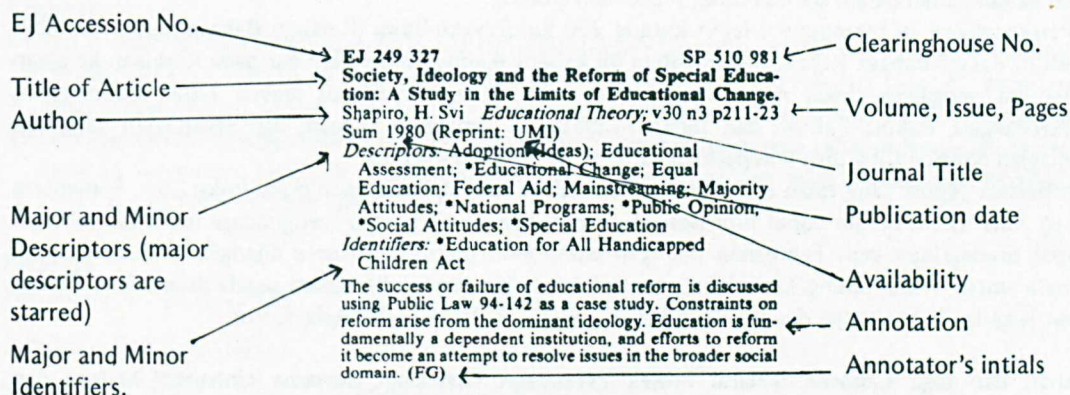 EJ Accession No.
Title of Article
Author
Major and Minor
Descriptors (major
descriptors are
starred)
Major and Minor
Identifiers.
EJ 249 327 SP 510 981
Society, Ideology and the Reform of Special Educa-
tion: A Study in the Limits of Educational Change.
Shapiro, H. Svi Educational Theory; v30 n3 p211-23
Sum 1980 (Reprint: UMI)
Descriptors: Adoption (Ideas); Educational
Assessment; *Educational Change; Equal
Education; Federal Aid; Mainstreaming; Majority
Attitudes; *National Programs; *Public Opinion
*Social Attitudes; *Special Education
Identifiers: *Education for All Handicapped
Children Act
The success or failure of educational reform is discussed
using Public Law 94-142 as a case study. Constraints on
reform arise from the dominant ideology. Education is fun-
damentally a dependent institution, and efforts to reform
it become an attempt to resolve issues in the broader social
domain. (FG)
Clearinghouse No.
Volume, Issue, Pages
Journal Title
Publication date
Availability
Annotation
Annotator's intials